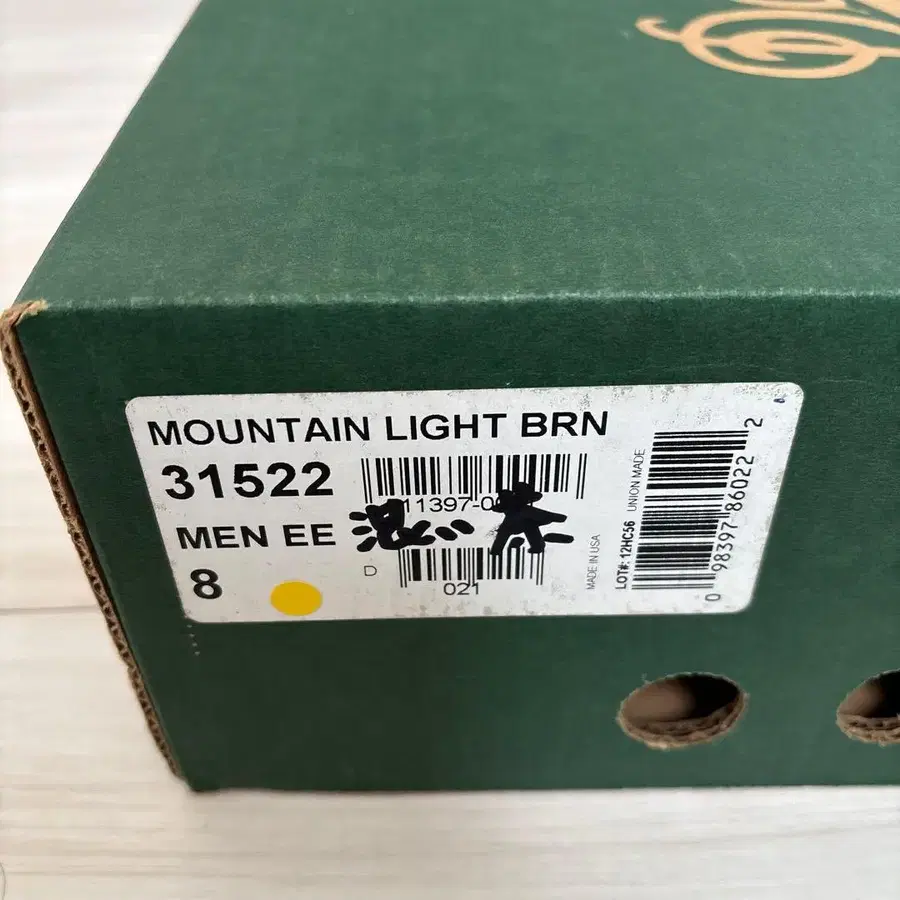 MOUNTAIN LIGHT BRN
31522
MEN EE
8
D
021
MADE IN USA
LOT#: 12HC56 UNION MADE
0 98397 86022 2